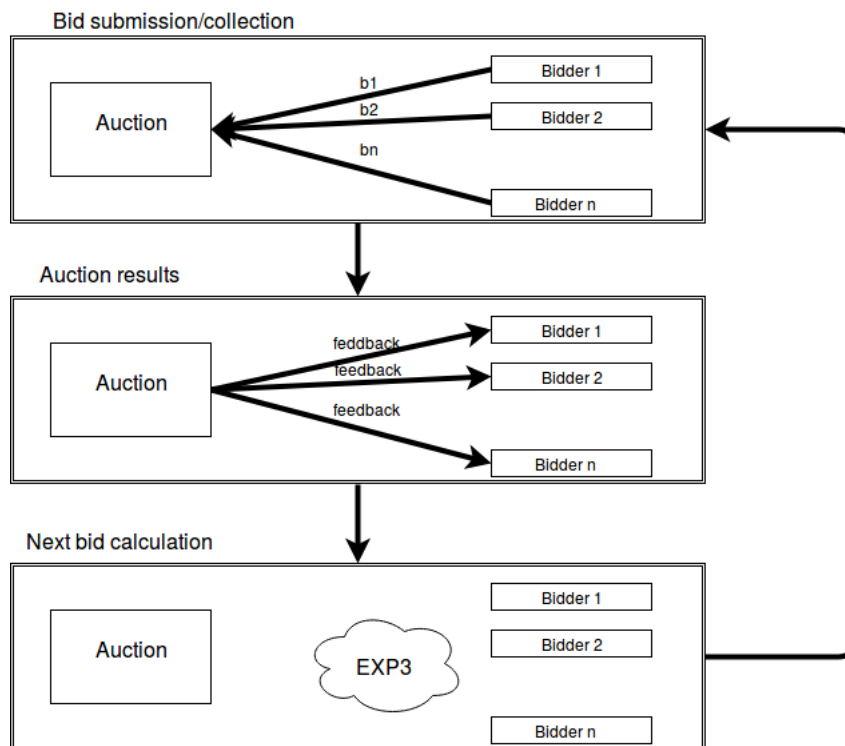 Bid submission/collection
Auction
b1
b2
bn
Bidder 1
Bidder 2
Bidder n
Auction results
Auction
feddback
feedback
feedback
Bidder 1
Bidder 2
Bidder n
Next bid calculation
Auction
EXP3
Bidder 1
Bidder 2
Bidder n